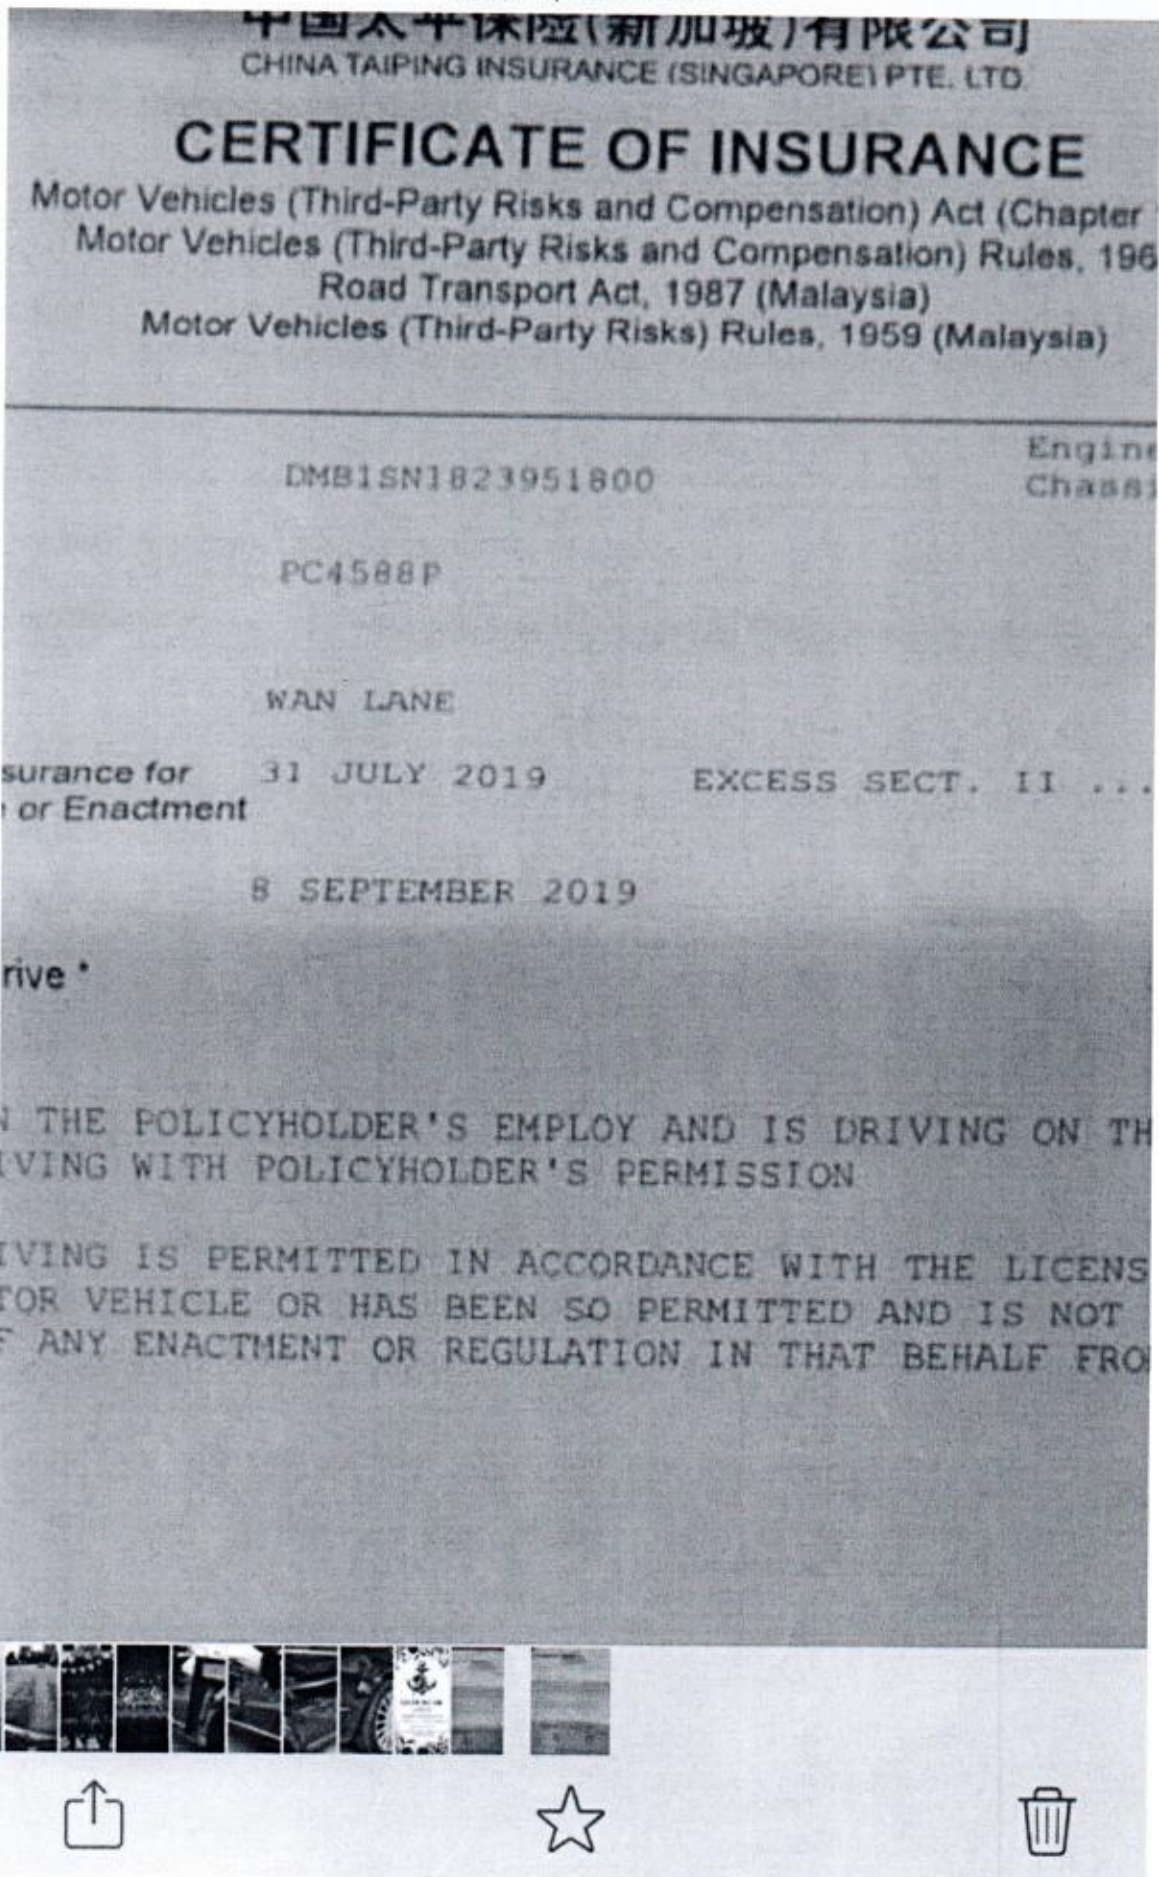 中国太平保险(新加坡)有限公司
CHINA TAIPING INSURANCE (SINGAPORE) PTE. LTD.
CERTIFICATE OF INSURANCE
Motor Vehicles (Third-Party Risks and Compensation) Act (Chapter
Motor Vehicles (Third-Party Risks and Compensation) Rules, 196
Road Transport Act, 1987 (Malaysia)
Motor Vehicles (Third-Party Risks) Rules, 1959 (Malaysia)
Engine
DMB1SN1823951800
Chassi
PC4588P
WAN LANE
surance for 31 JULY 2019 EXCESS SECT. II ...
or Enactment
8 SEPTEMBER 2019
rive *
N THE POLICYHOLDER'S EMPLOY AND IS DRIVING ON TH
IVING WITH POLICYHOLDER'S PERMISSION
IVING IS PERMITTED IN ACCORDANCE WITH THE LICENS
TOR VEHICLE OR HAS BEEN SO PERMITTED AND IS NOT
F ANY ENACTMENT OR REGULATION IN THAT BEHALF FRO